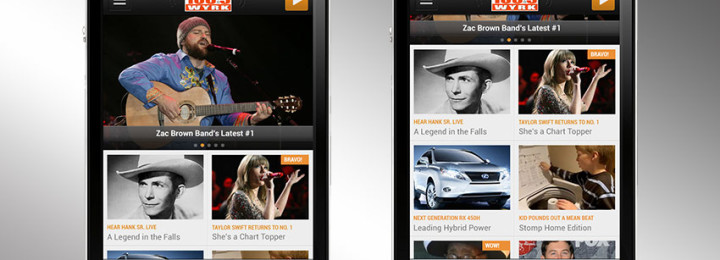 106.5
WYRK
Zac Brown Band's Latest #1
BRAVO!
HEAR HANK SR. LIVE
A Legend in the Falls
TAYLOR SWIFT RETURNS TO NO. 1
She's a Chart Topper
WYRK
Zac Brown Band's Latest #1
BRAVO!
HEAR HANK SR. LIVE
A Legend in the Falls
TAYLOR SWIFT RETURNS TO NO. 1
She's a Chart Topper
NEXT GENERATION RX 450H
Leading Hybrid Power
KID POUNDS OUT A MEAN BEAT
Stomp Home Edition
WOW!
FOX